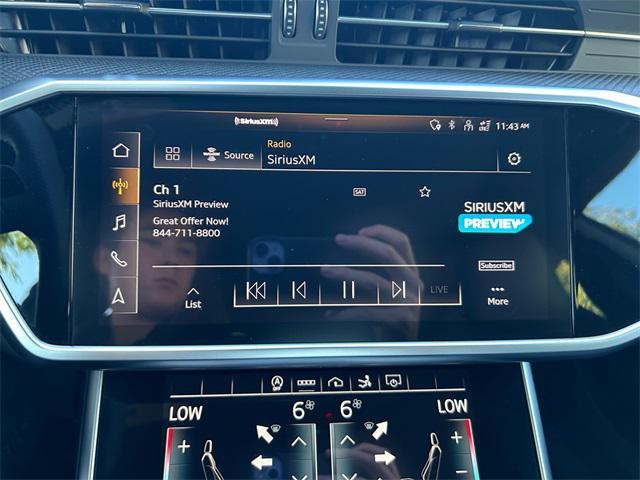 ((SiriusXM))
11:43 AM
Radio
Source
SiriusXM
Ch 1
SiriusXM Preview
SAT
Great Offer Now!
844-711-8800
SIRIUSXM
PREVIEW
Subscribe
List
LIVE
More
OFF
LOW 6 6 LOW